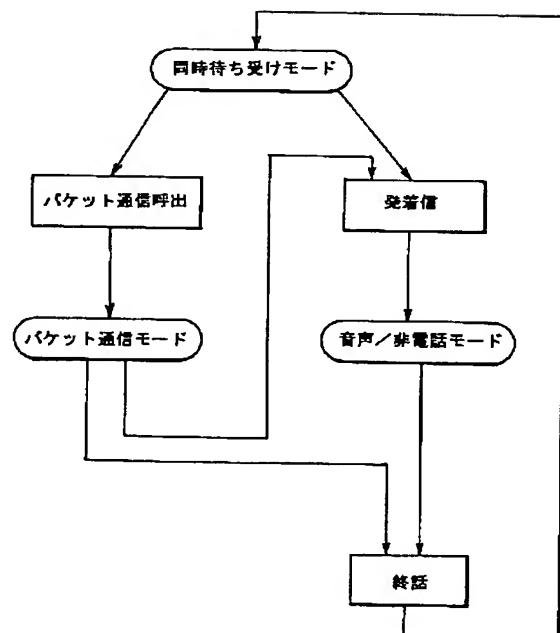 同時待ち受けモード
パケット通信呼出
発着信
パケット通信モード
音声／非電話モード
終話